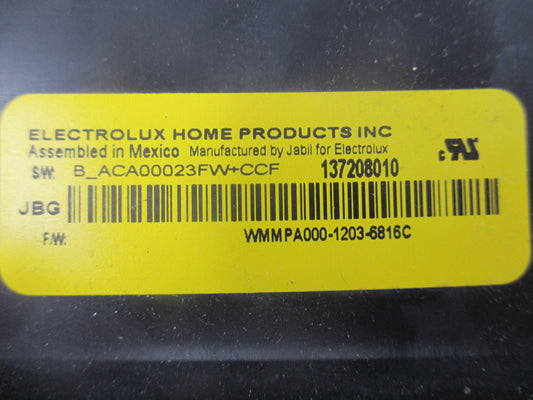 ELECTROLUX HOME PRODUCTS INC
Assembled in Mexico Manufactured by Jabil for Electrolux
SW: B_ACA00023FW+CCF 137208010
JBG
F/W: WMMPA000-1203-6816C